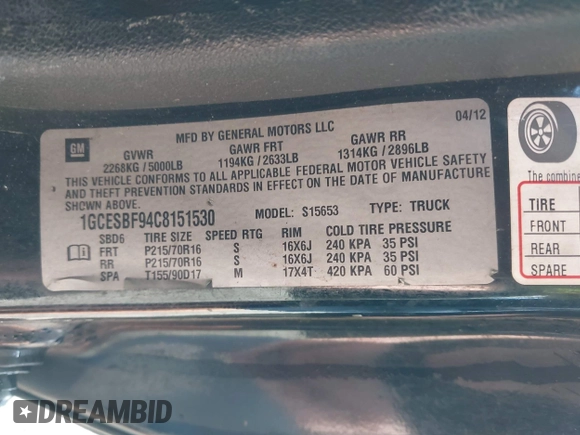 GM
MFD BY GENERAL MOTORS LLC
04/12
GVWR GAWR FRT GAWR RR
2268KG / 5000LB 1194KG / 2633LB 1314KG / 2896LB
THIS VEHICLE CONFORMS TO ALL APPLICABLE FEDERAL MOTOR VEHICLE SAFETY
AND THEFT PREVENTION STANDARDS IN EFFECT ON THE DATE OF MANUFACTURE
SHOWN ABOVE.
1GCESBF94C8151530 MODEL: S15653 TYPE: TRUCK
SBD6 TIRE SIZE SPEED RTG RIM COLD TIRE PRESSURE
FRT P215/70R16 S 16X6J 240 KPA 35 PSI
RR P215/70R16 S 16X6J 240 KPA 35 PSI
SPA T155/90D17 M 17X4T 420 KPA 60 PSI
The combine
TIRE
FRONT
REAR
SPARE
DREAMBID